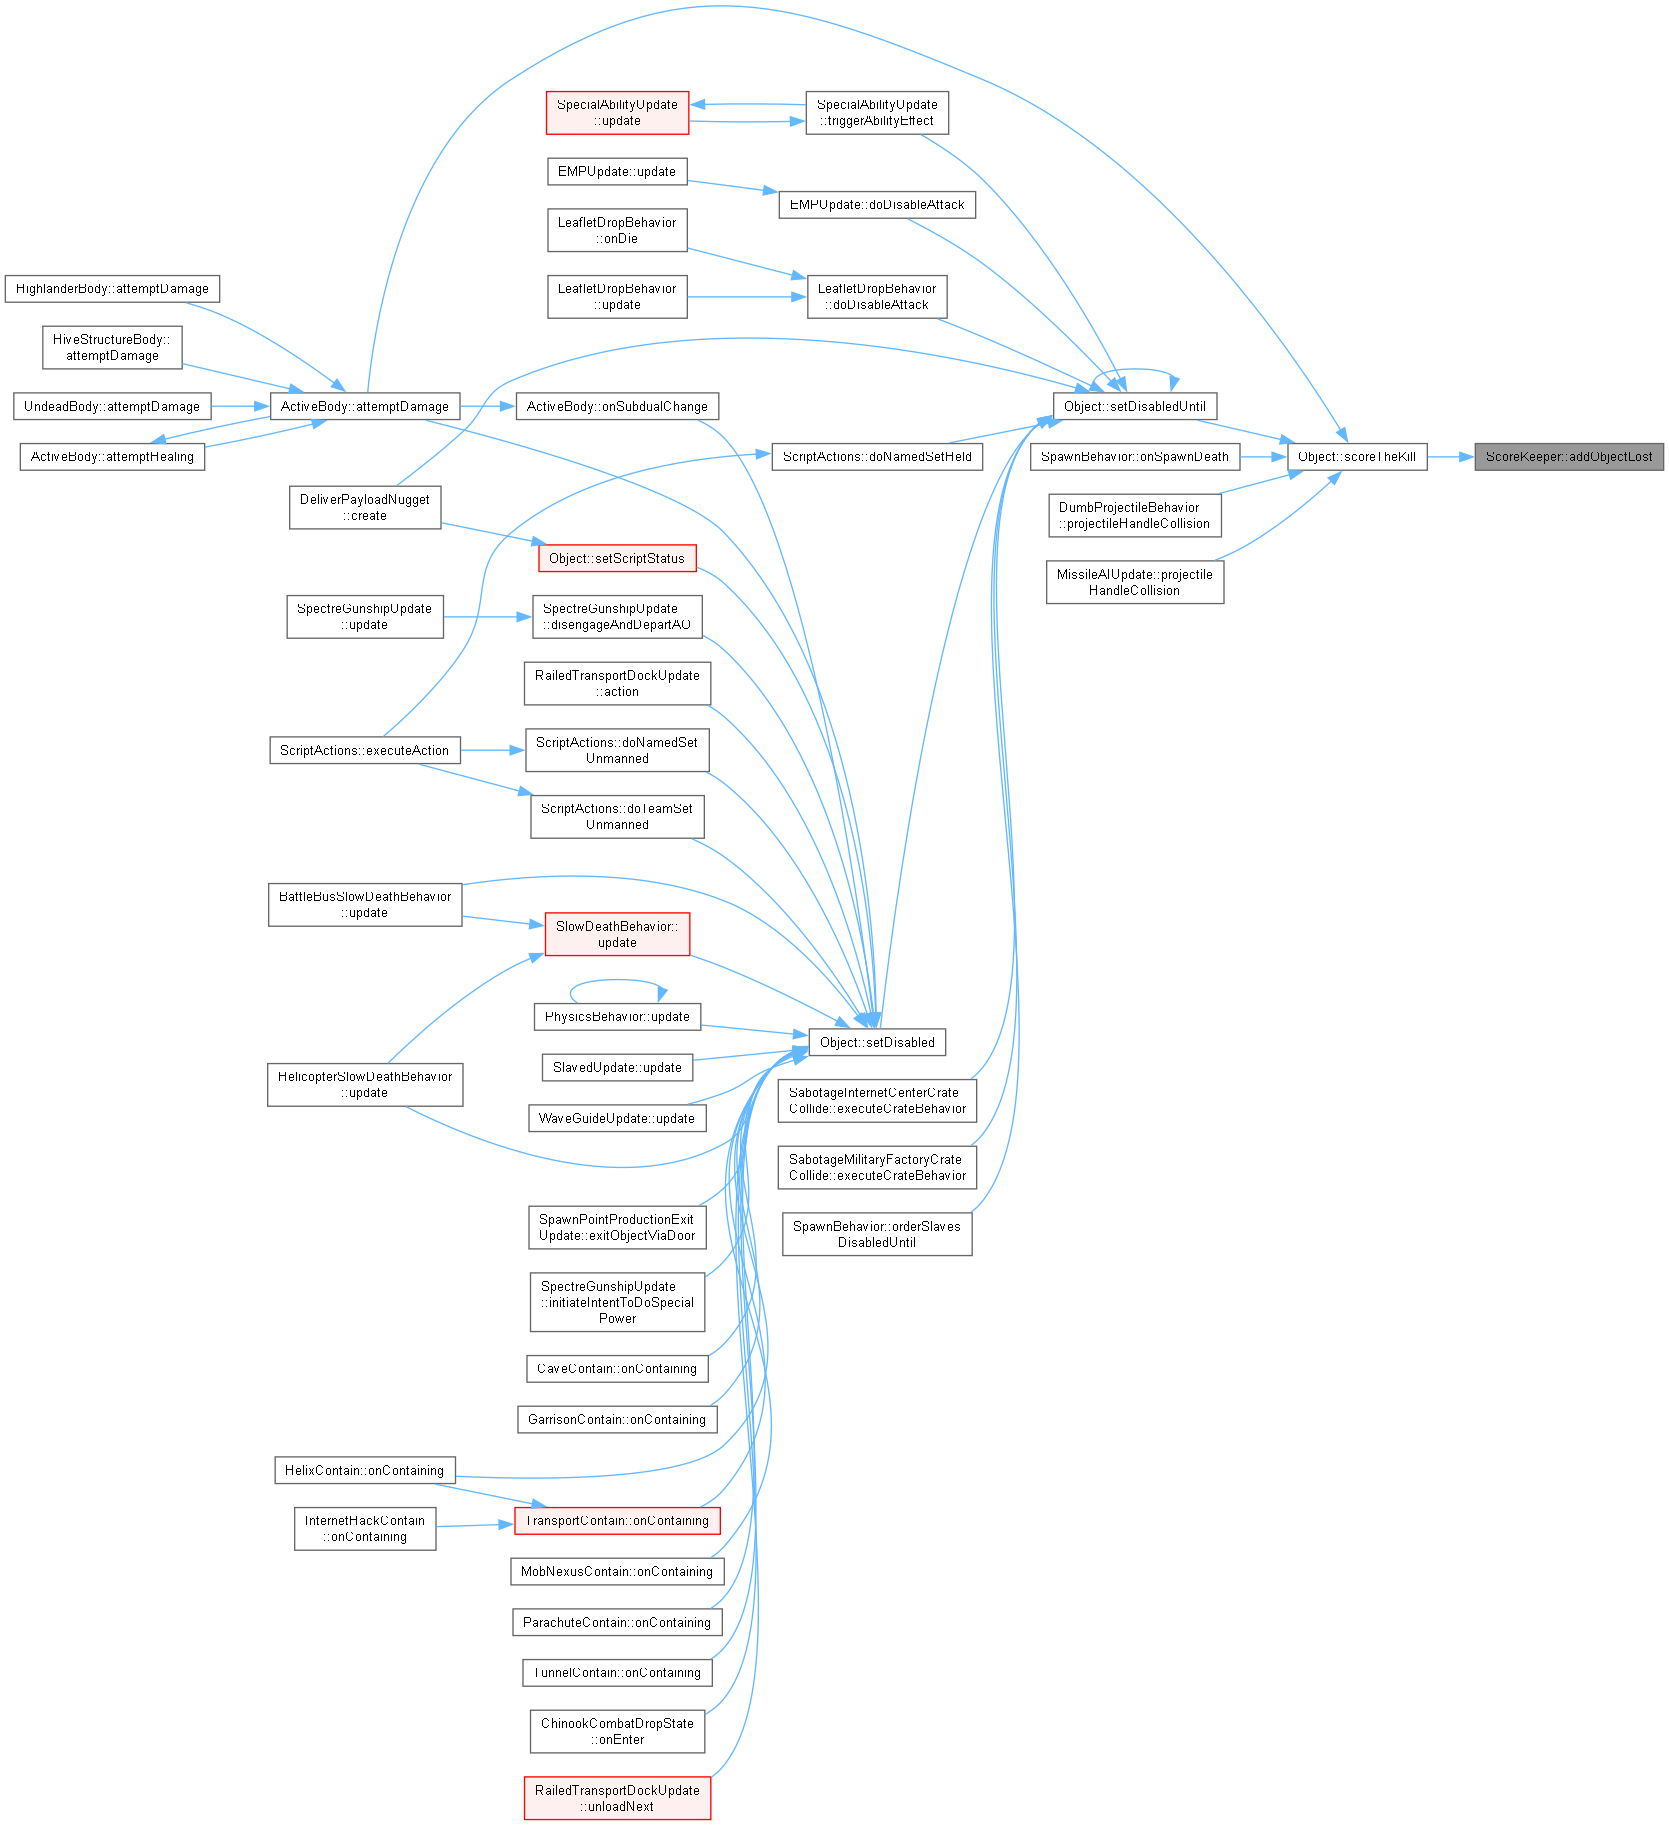 SpecialAbilityUpdate
::update
SpecialAbilityUpdate
::triggerAbilityEffect
EMPUpdate::update
EMPUpdate::doDisableAttack
LeafletDropBehavior
::onDie
LeafletDropBehavior
::update
LeafletDropBehavior
::doDisableAttack
HighlanderBody::attemptDamage
HiveStructureBody::
attemptDamage
UndeadBody::attemptDamage
ActiveBody::attemptDamage
ActiveBody::onSubdualChange
Object::setDisabledUntil
ActiveBody::attemptHealing
ScriptActions::doNamedSetHeld
SpawnBehavior::onSpawnDeath
Object::scoreTheKill
ScoreKeeper::addObjectLost
DeliverPayloadNugget
::create
DumbProjectileBehavior
::projectileHandleCollision
Object::setScriptStatus
MissileAIUpdate::projectile
HandleCollision
SpectreGunshipUpdate
::update
SpectreGunshipUpdate
::disengageAndDepartAO
RailedTransportDockUpdate
::action
ScriptActions::executeAction
ScriptActions::doNamedSet
Unmanned
ScriptActions::doTeamSet
Unmanned
BattleBusSlowDeathBehavior
::update
SlowDeathBehavior::
update
PhysicsBehavior::update
Object::setDisabled
SlavedUpdate::update
HelicopterSlowDeathBehavior
::update
SabotageInternetCenterCrate
Collide::executeCrateBehavior
WaveGuideUpdate::update
SabotageMilitaryFactoryCrate
Collide::executeCrateBehavior
SpawnPointProductionExit
Update::exitObjectViaDoor
SpawnBehavior::orderSlaves
DisabledUntil
SpectreGunshipUpdate
::initiateIntentToDoSpecial
Power
CaveContain::onContaining
GarrisonContain::onContaining
HelixContain::onContaining
InternetHackContain
::onContaining
TransportContain::onContaining
MobNexusContain::onContaining
ParachuteContain::onContaining
TunnelContain::onContaining
ChinookCombatDropState
::onEnter
RailedTransportDockUpdate
::unloadNext